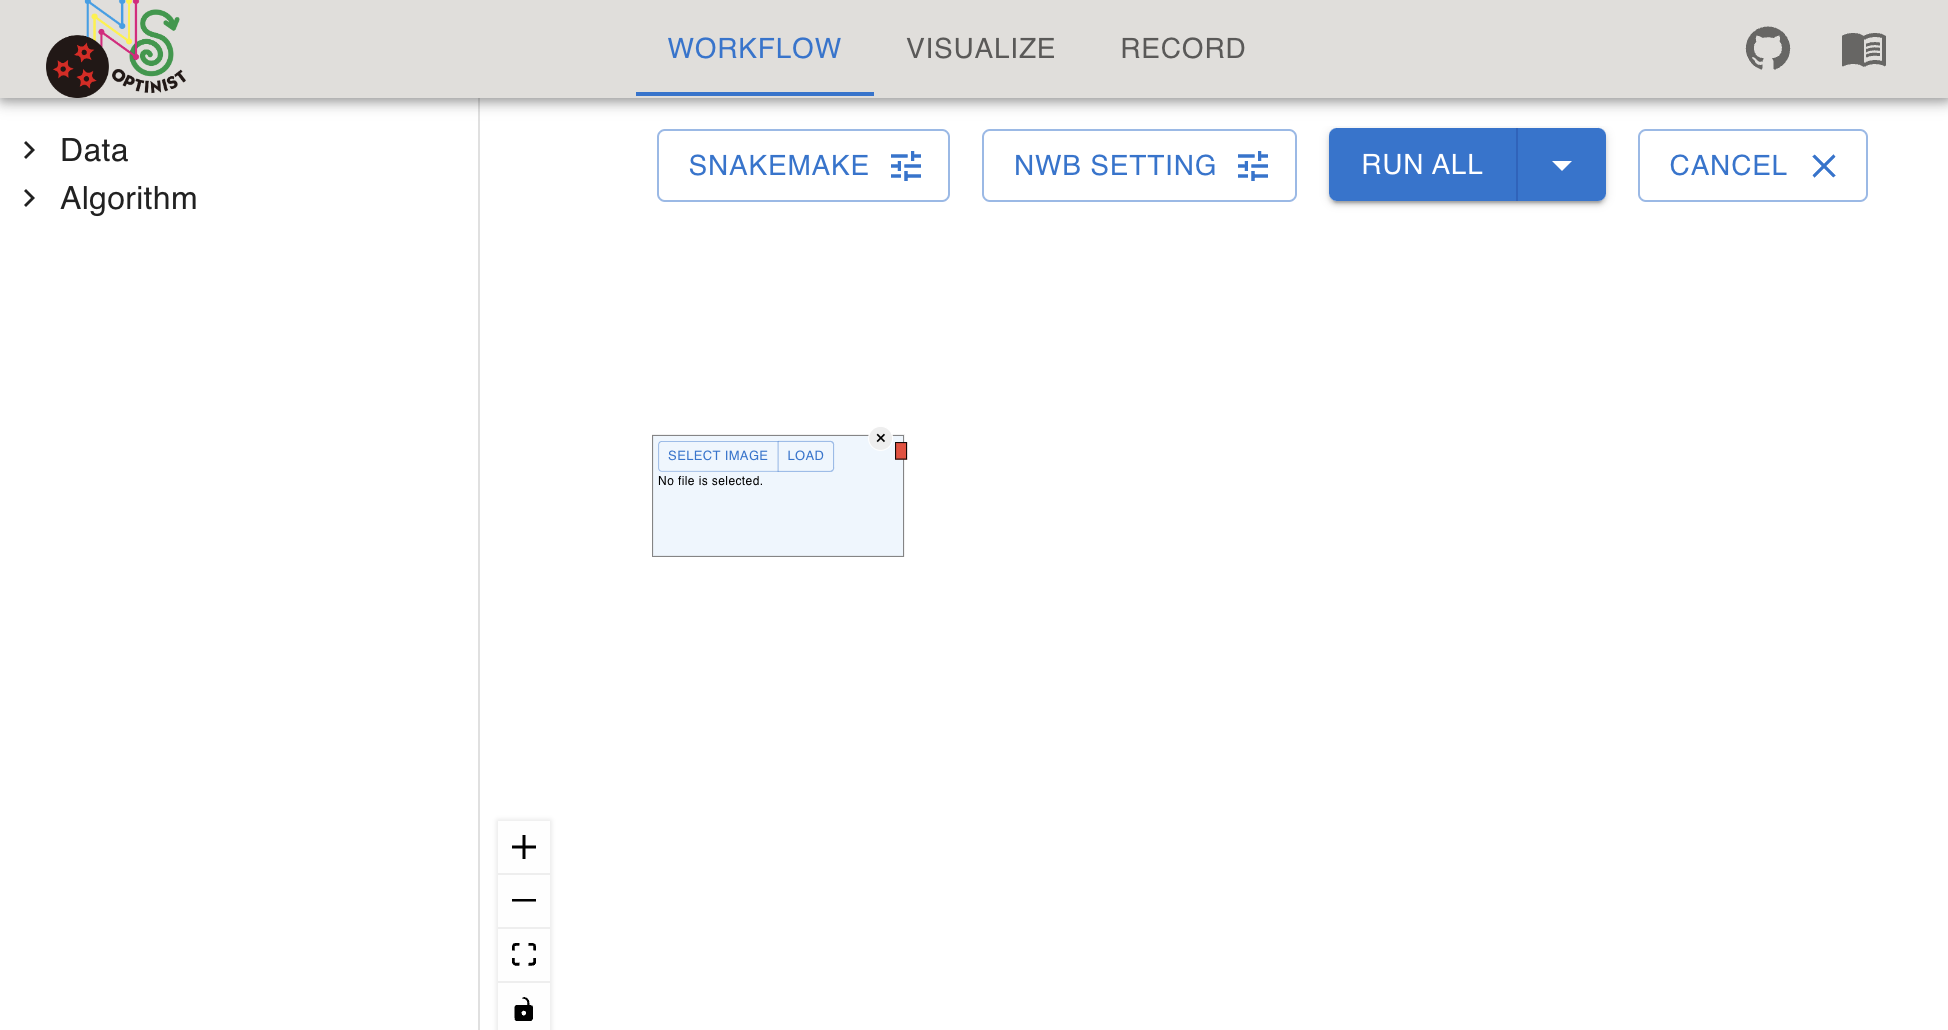 NS
OPTINIST
WORKFLOW VISUALIZE RECORD
Data
Algorithm
SNAKEMAKE NWB SETTING RUN ALL CANCEL
SELECT IMAGE LOAD
No file is selected.